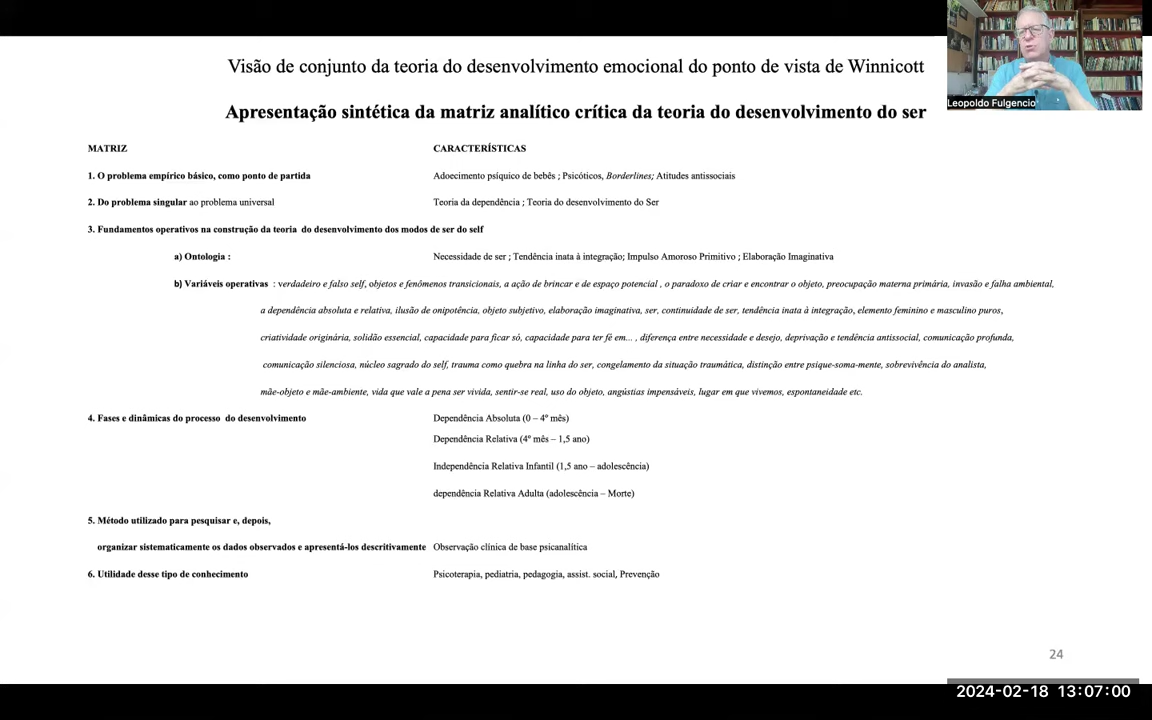 Visão de conjunto da teoria do desenvolvimento emocional do ponto de vista de Winnicott
Leopoldo Fulgencio
Apresentação sintética da matriz analítico crítica da teoria do desenvolvimento do ser
MATRIZ CARACTERÍSTICAS
1. O problema empírico básico, como ponto de partida Adoecimento psíquico de bebês ; Psicóticos, Borderlines; Atitudes antissociais
2. Do problema singular ao problema universal Teoria da dependência ; Teoria do desenvolvimento do Ser
3. Fundamentos operativos na construção da teoria do desenvolvimento dos modos de ser do self
a) Ontologia : Necessidade de ser ; Tendência inata à integração; Impulso Amoroso Primitivo ; Elaboração Imaginativa
b) Variáveis operativas : verdadeiro e falso self, objetos e fenômenos transicionais, a ação de brincar e de espaço potencial , o paradoxo de criar e encontrar o objeto, preocupação materna primária, invasão e falha ambiental,
a dependência absoluta e relativa, ilusão de onipotência, objeto subjetivo, elaboração imaginativa, ser, continuidade de ser, tendência inata à integração, elemento feminino e masculino puros,
criatividade originária, solidão essencial, capacidade para ficar só, capacidade para ter fé em... , diferença entre necessidade e desejo, deprivação e tendência antissocial, comunicação profunda,
comunicação silenciosa, núcleo sagrado do self, trauma como quebra na linha do ser, congelamento da situação traumática, distinção entre psique-soma-mente, sobrevivência do analista,
mãe-objeto e mãe-ambiente, vida que vale a pena ser vivida, sentir-se real, uso do objeto, angústias impensáveis, lugar em que vivemos, espontaneidade etc.
4. Fases e dinâmicas do processo do desenvolvimento Dependência Absoluta (0 – 4º mês)
Dependência Relativa (4º mês – 1,5 ano)
Independência Relativa Infantil (1,5 ano – adolescência)
dependência Relativa Adulta (adolescência – Morte)
5. Método utilizado para pesquisar e, depois,
organizar sistematicamente os dados observados e apresentá-los descritivamente Observação clínica de base psicanalítica
6. Utilidade desse tipo de conhecimento Psicoterapia, pediatria, pedagogia, assist. social, Prevenção
24
2024-02-18 13:07:00